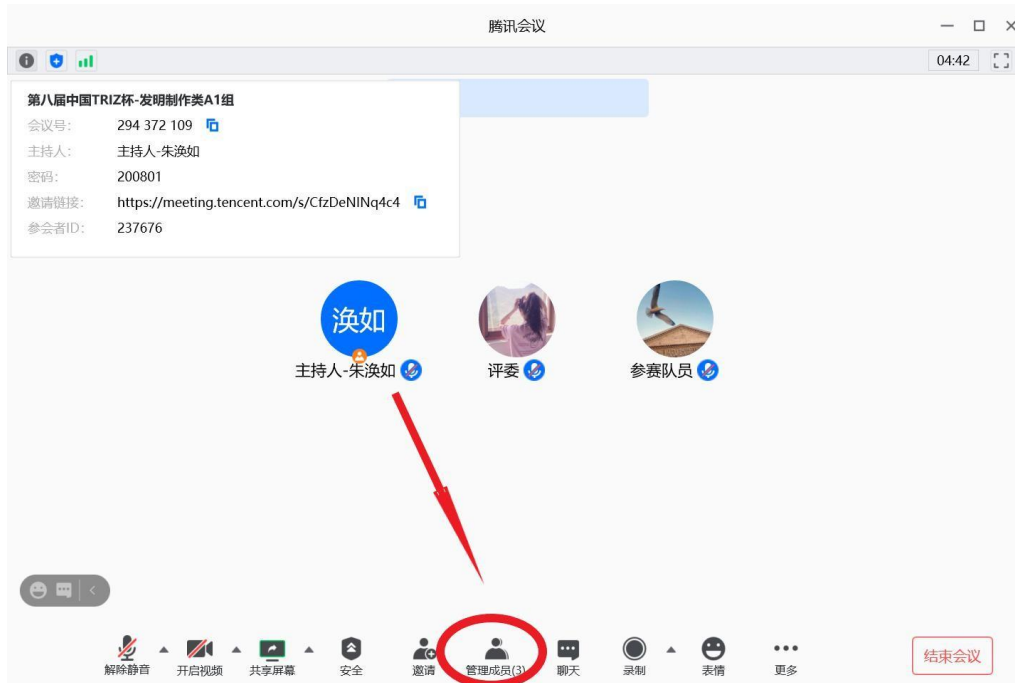 腾讯会议
04:42
第八届中国TRIZ杯-发明制作类A1组
会议号: 294 372 109
主持人: 主持人-朱涣如
密码: 200801
邀请链接: https://meeting.tencent.com/s/CfzDeNINq4c4
参会者ID: 237676
涣如
主持人-朱涣如 评委 参赛队员
解除静音 开启视频 共享屏幕 安全 邀请 管理成员(3) 聊天 录制 表情 更多 结束会议